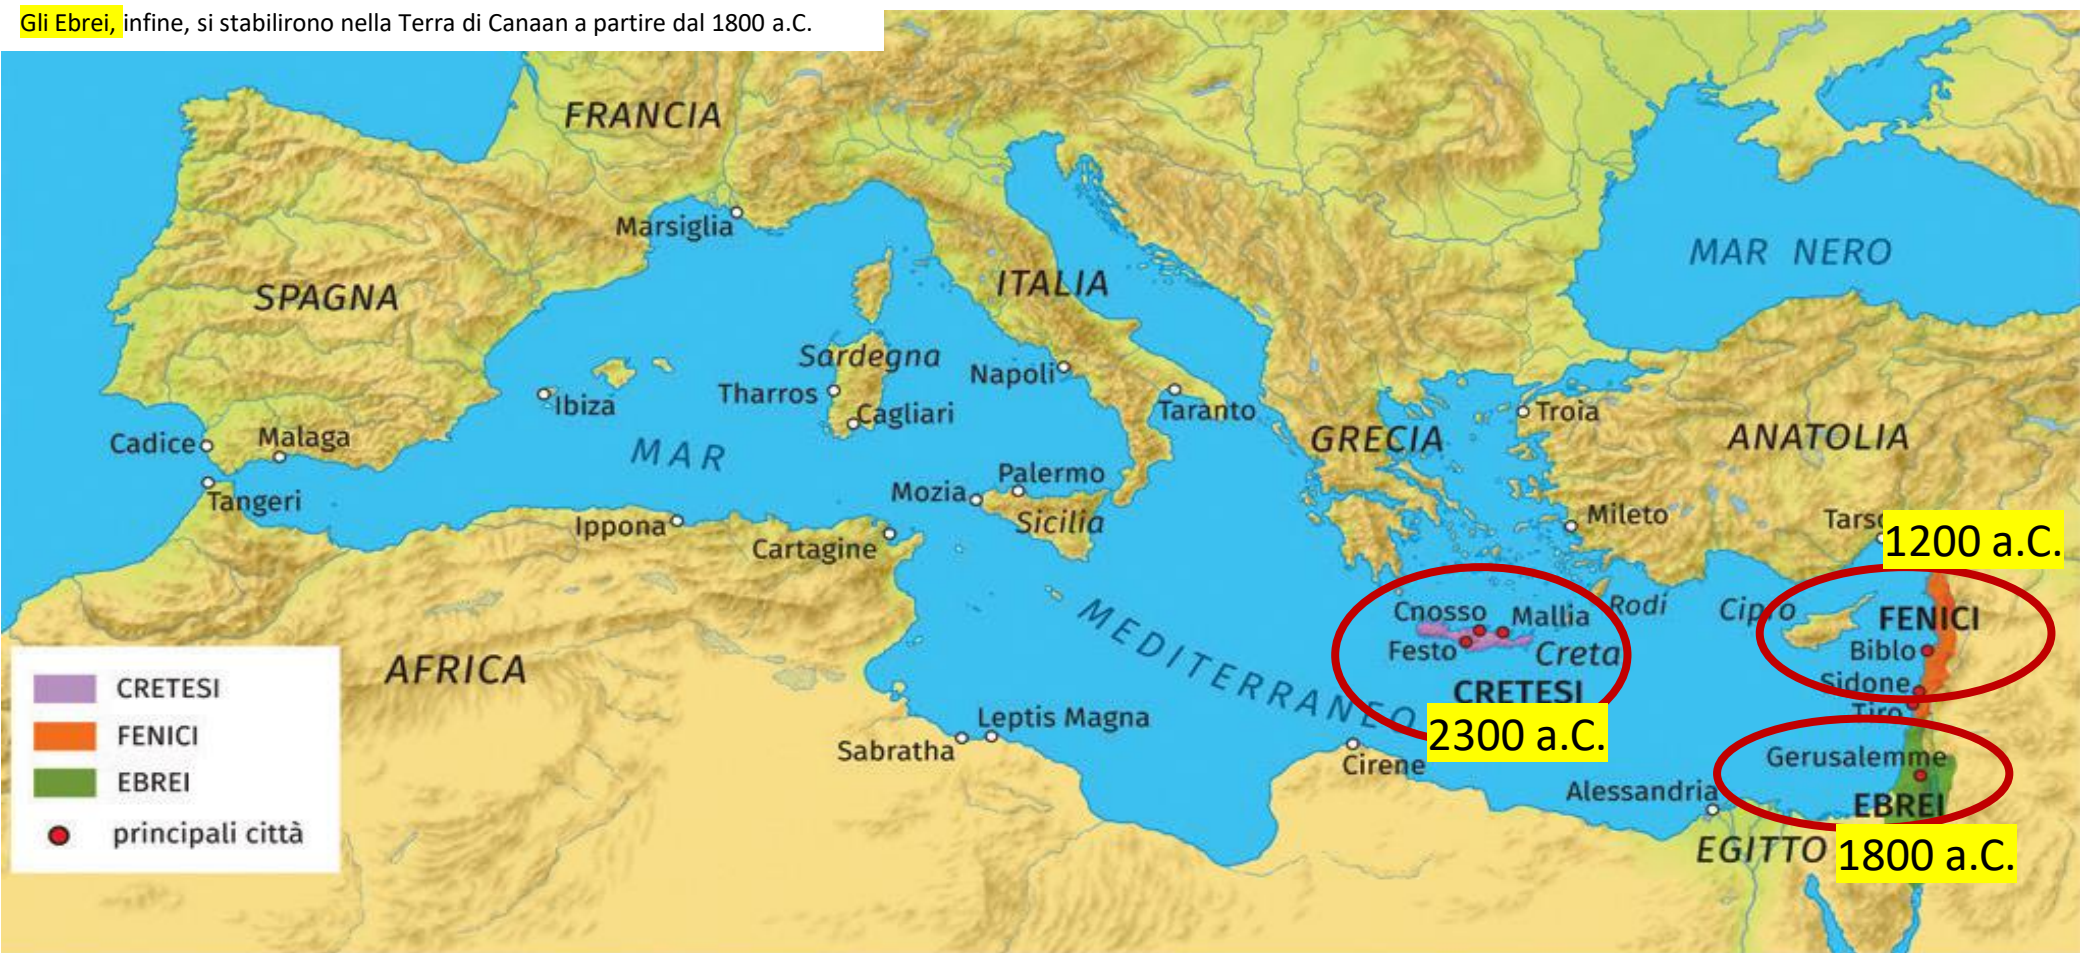 Gli Ebrei, infine, si stabilirono nella Terra di Canaan a partire dal 1800 a.C.
FRANCIA
Marsiglia
SPAGNA
ITALIA
MAR NERO
Sardegna
Tharros
Cagliari
Napoli
Taranto
Ibiza
Cadice
Malaga
Tangeri
MAR
MEDITERRANEO
Mozia
Palermo
Sicilia
Ippona
Cartagine
GRECIA
Troia
ANATOLIA
Mileto
1200 a.C.
Cnosso
Mallia
Festo
Creta
CRETESI
2300 a.C.
Rodi
Cipro
FENICI
Biblo
Sidone
Tiro
AFRICA
Leptis Magna
Sabratha
Cirene
Alessandria
Gerusalemme
EBREI
EGITTO
1800 a.C.
CRETESI
FENICI
EBREI
principali città